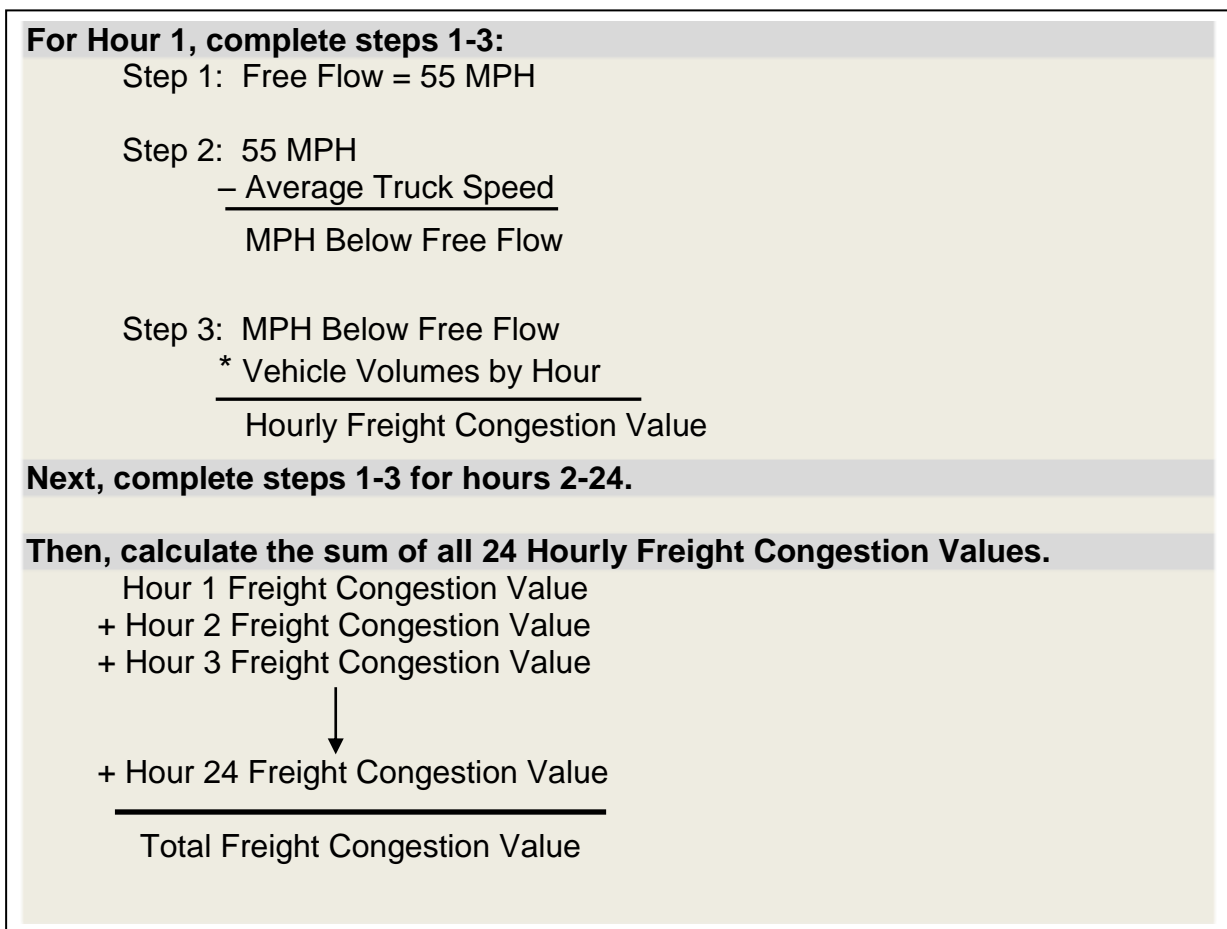 For Hour 1, complete steps 1-3:
Step 1: Free Flow = 55 MPH
Step 2: 55 MPH
– Average Truck Speed
MPH Below Free Flow
Step 3: MPH Below Free Flow
* Vehicle Volumes by Hour
Hourly Freight Congestion Value
Next, complete steps 1-3 for hours 2-24.
Then, calculate the sum of all 24 Hourly Freight Congestion Values.
Hour 1 Freight Congestion Value
+ Hour 2 Freight Congestion Value
+ Hour 3 Freight Congestion Value
+ Hour 24 Freight Congestion Value
Total Freight Congestion Value